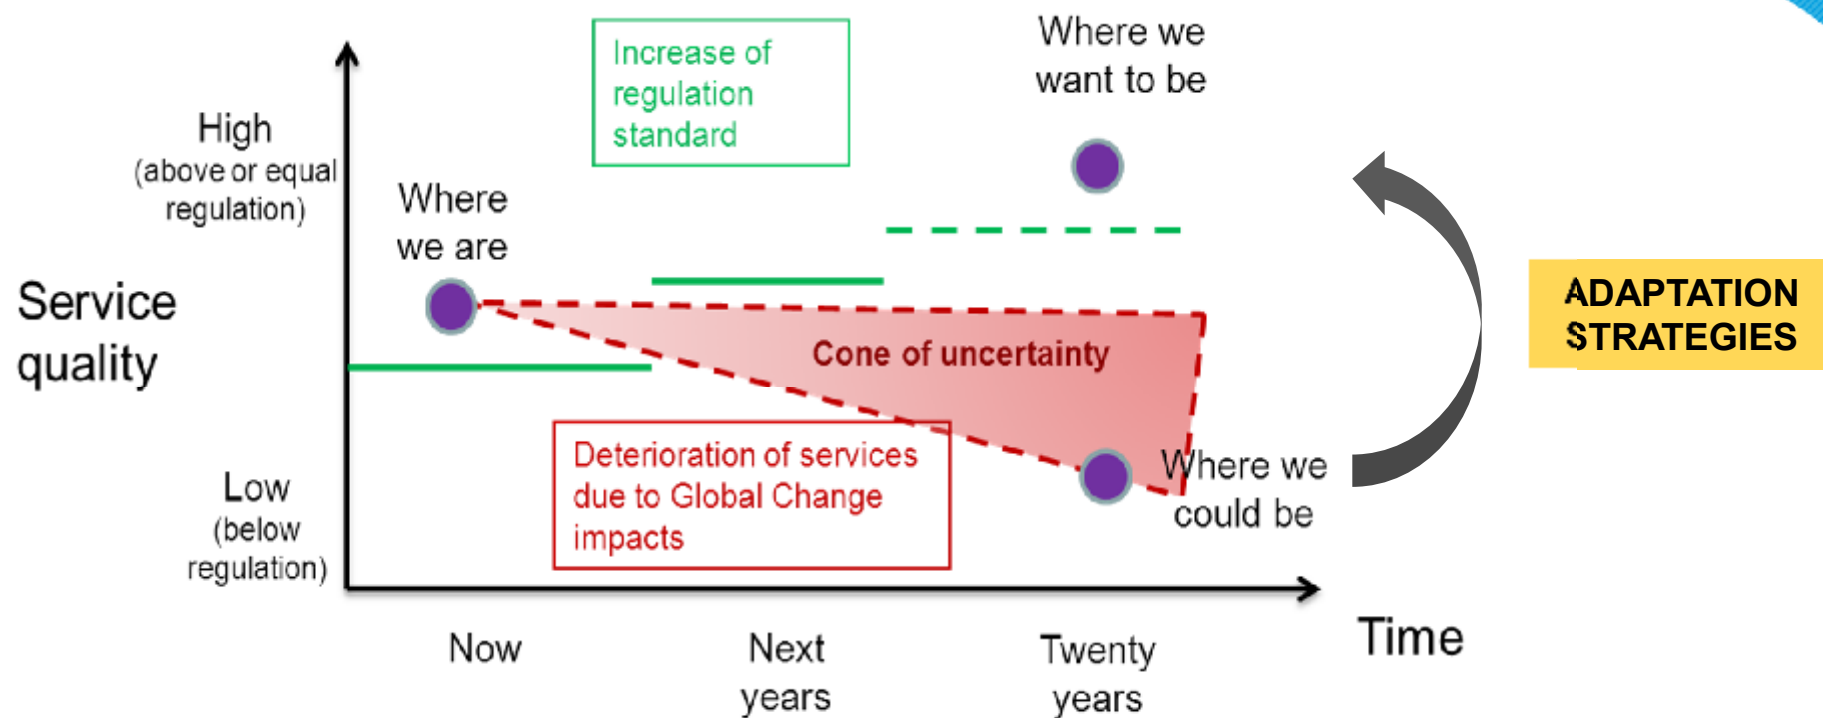 Increase of
regulation
standard
Where we
want to be
High
(above or equal
regulation)
Where
we are
Service
quality
Cone of uncertainty
ADAPTATION
STRATEGIES
Deterioration of services
due to Global Change
impacts
Where we
could be
Low
(below
regulation)
Now
Next
years
Twenty
years
Time